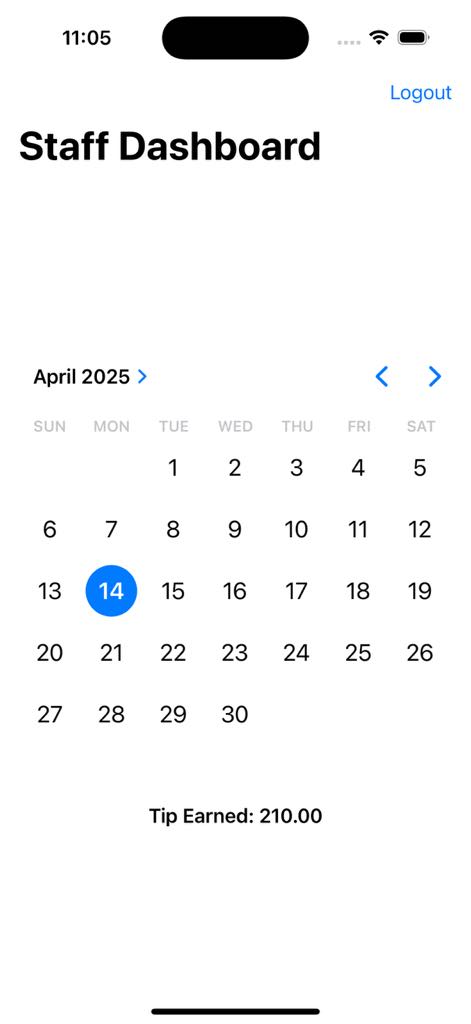 11:05
Logout
Staff Dashboard
April 2025
SUN MON TUE WED THU FRI SAT
1 2 3 4 5
6 7 8 9 10 11 12
13 14 15 16 17 18 19
20 21 22 23 24 25 26
27 28 29 30
Tip Earned: 210.00